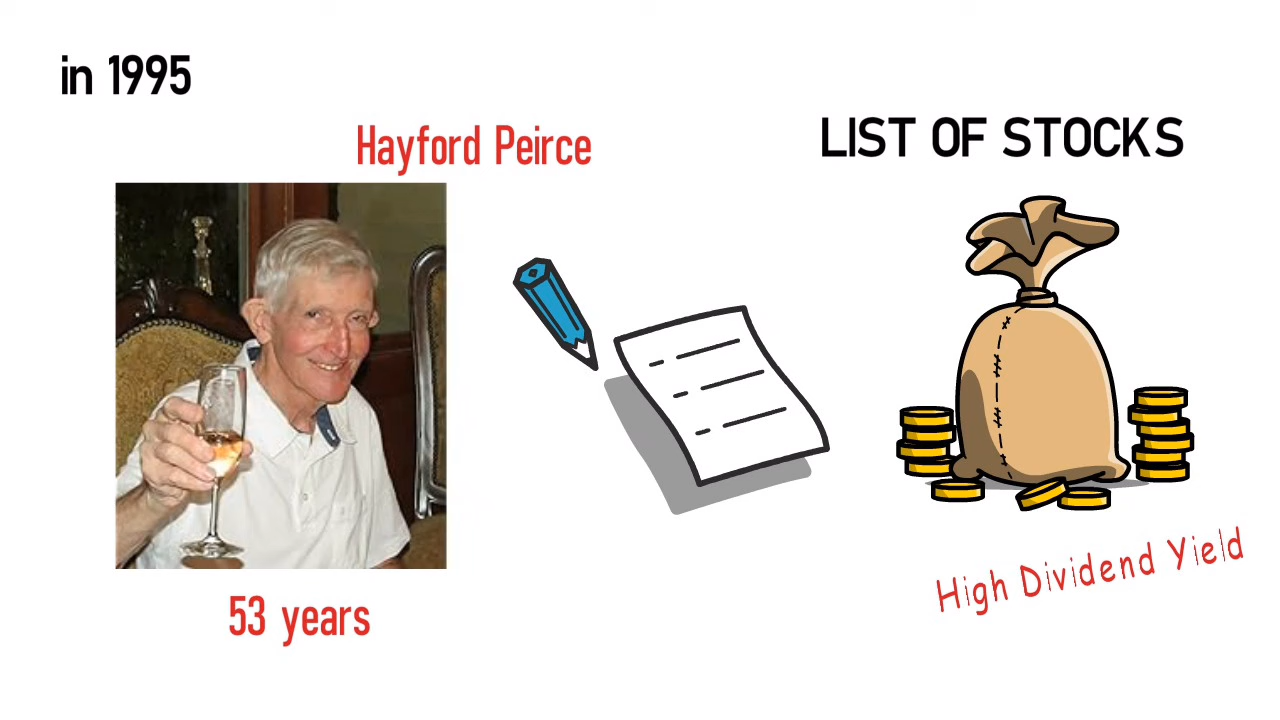 in 1995
Hayford Peirce
LIST OF STOCKS
53 years
High Dividend Yield